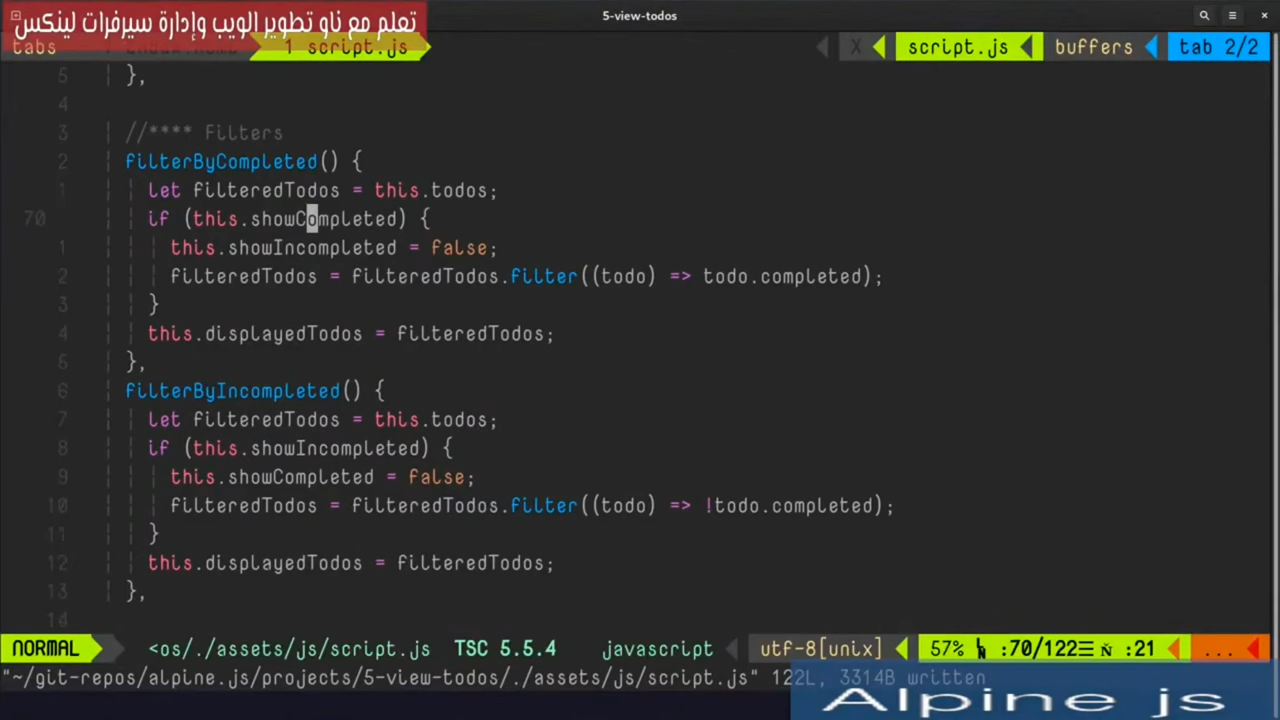 5-view-todos
تعلم مع ناو تطوير الويب وإدارة سيرفرات لينكس
tabs 1 script.js X script.js buffers tab 2/2
5 },
4
3 //**** Filters
2 filterByCompleted() {
1 let filteredTodos = this.todos;
70 if (this.showCompleted) {
1 this.showIncompleted = false;
2 filteredTodos = filteredTodos.filter((todo) => todo.completed);
3 }
4 this.displayedTodos = filteredTodos;
5 },
6 filterByIncompleted() {
7 let filteredTodos = this.todos;
8 if (this.showIncompleted) {
9 this.showCompleted = false;
10 filteredTodos = filteredTodos.filter((todo) => !todo.completed);
11 }
12 this.displayedTodos = filteredTodos;
13 },
14
NORMAL <os/./assets/js/script.js TSC 5.5.4 javascript utf-8[unix] 57% :70/122☰ :21 ...
"~/git-repos/alpine.js/projects/5-view-todos/./assets/js/script.js" 122L, 3314B written
Alpine js